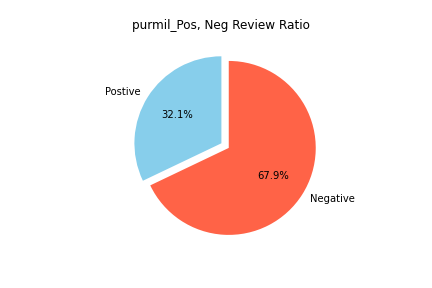 purmil_Pos, Neg Review Ratio
Postive
32.1%
67.9%
Negative